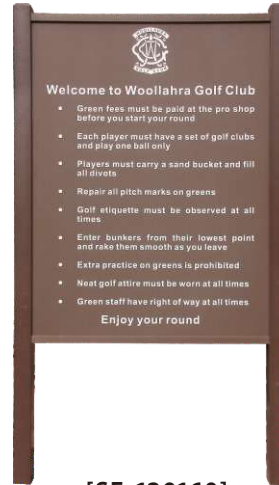 WOOLLAHRA
GOLF CLUB
Welcome to Woollahra Golf Club
▪ Green fees must be paid at the pro shop
before you start your round
▪ Each player must have a set of golf clubs
and play one ball only
▪ Players must carry a sand bucket and fill
all divots
▪ Repair all pitch marks on greens
▪ Golf etiquette must be observed at all
times
▪ Enter bunkers from their lowest point
and rake them smooth as you leave
▪ Extra practice on greens is prohibited
▪ Neat golf attire must be worn at all times
▪ Green staff have right of way at all times
Enjoy your round